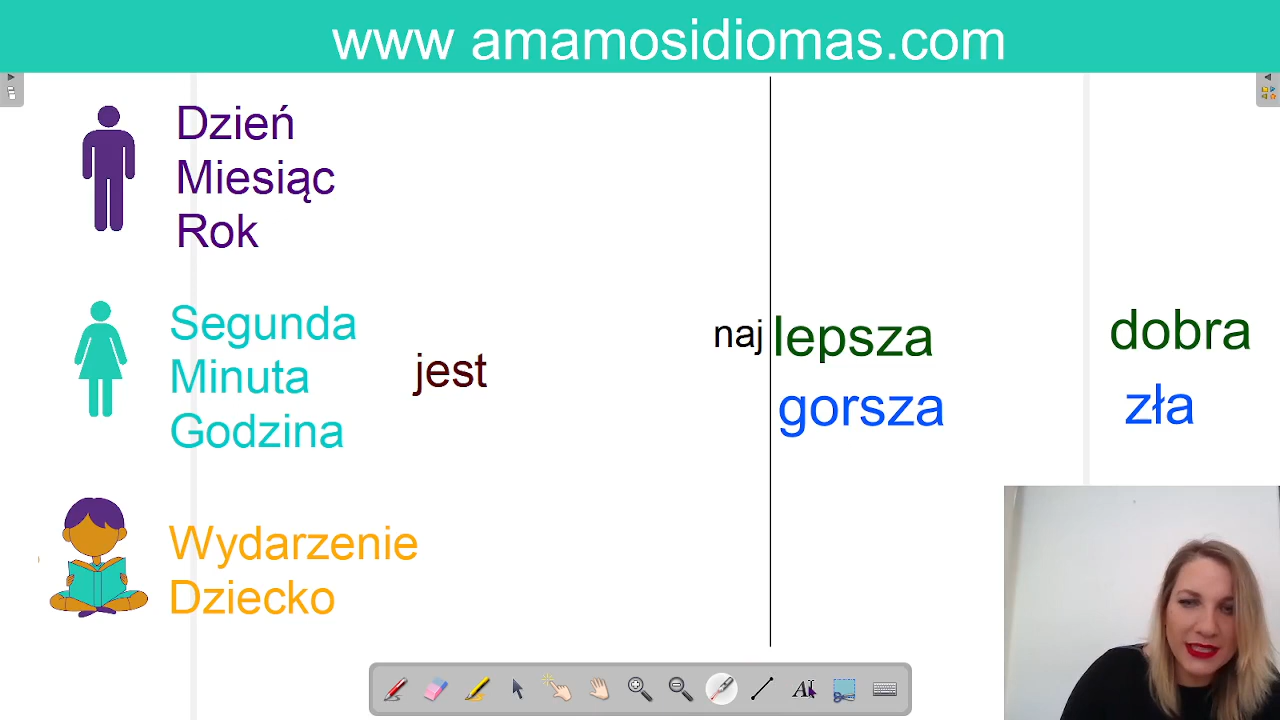 www amamosidiomas.com
Dzień
Miesiąc
Rok
Segunda
Minuta
Godzina
jest
naj lepsza dobra
gorsza zła
Wydarzenie
Dziecko